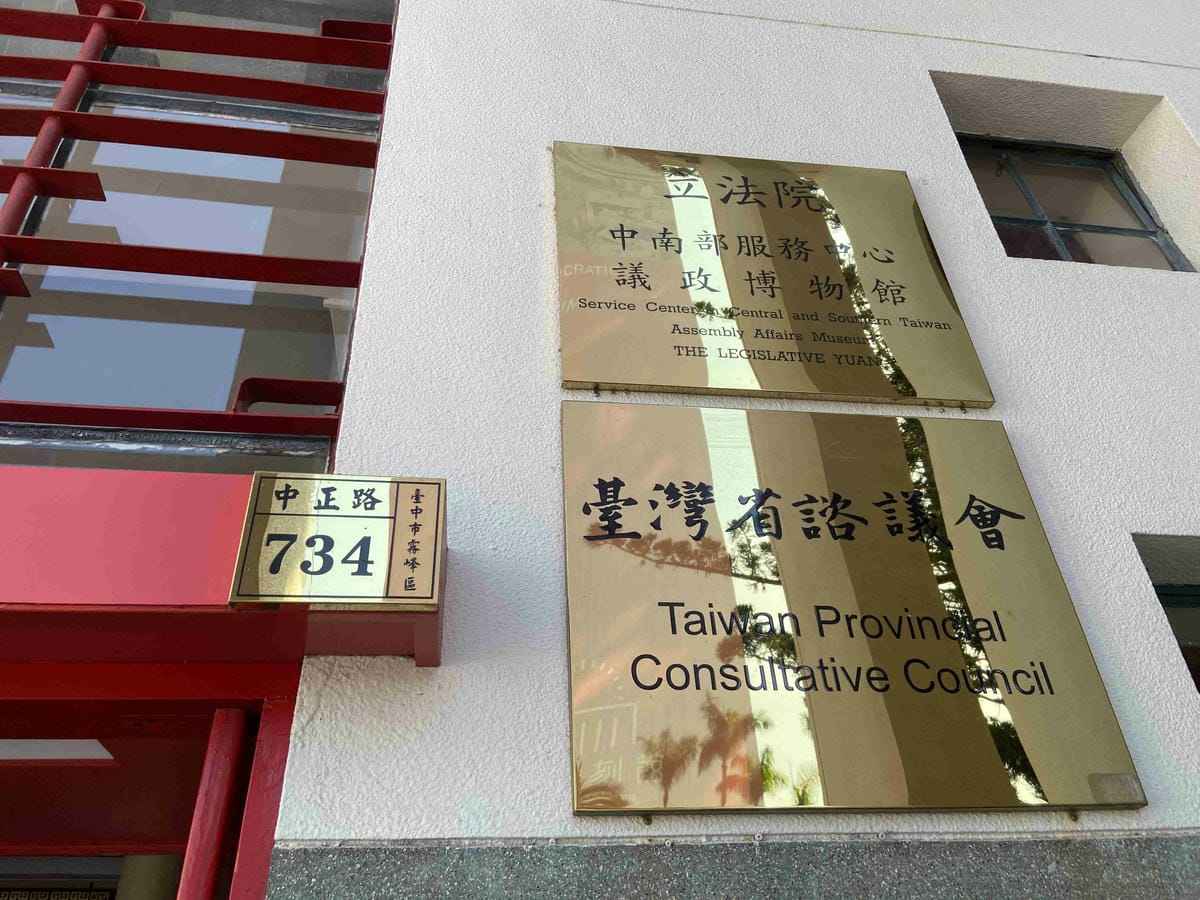 立法院
中南部服務中心
議政博物館
Service Center in Central and Southern Taiwan
Assembly Affairs Museum
THE LEGISLATIVE YUAN
臺灣省諮議會
Taiwan Provincial
Consultative Council
中正路
734
臺中市霧峰區